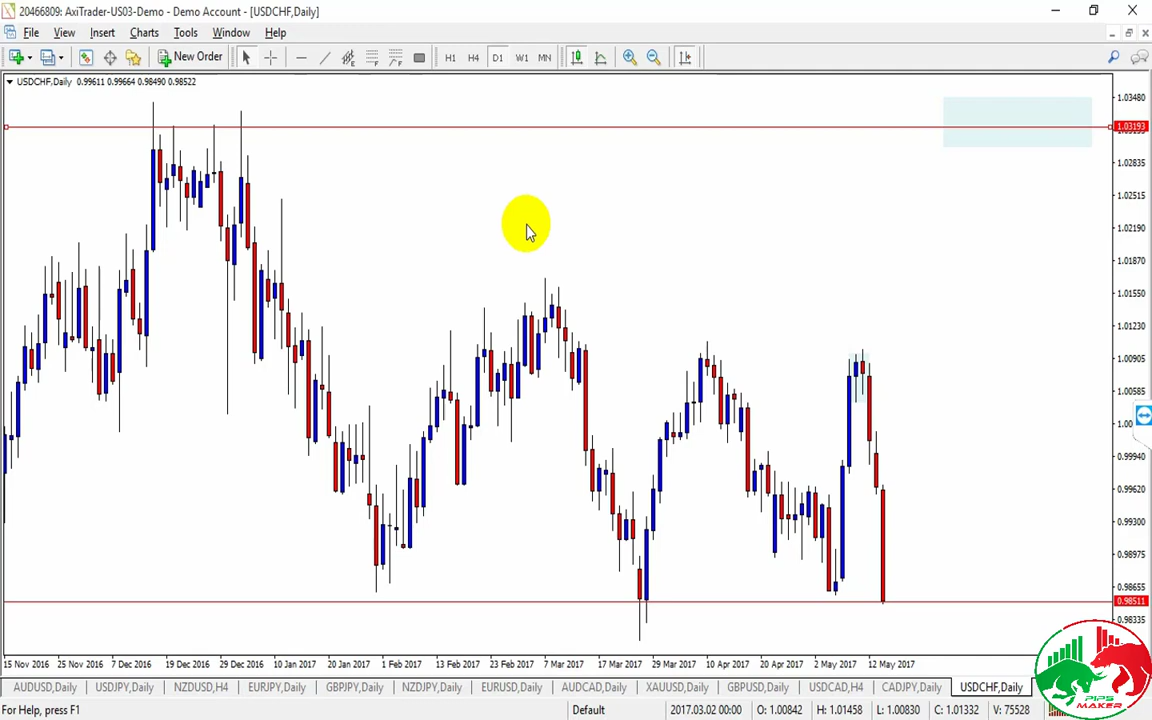 20466809: AxiTrader-US03-Demo - Demo Account - [USDCHF,Daily]
File View Insert Charts Tools Window Help
New Order H1 H4 D1 W1 MN
USDCHF,Daily 0.99611 0.99664 0.98490 0.98522
1.03480
1.03193
1.02835
1.02515
1.02190
1.01870
1.01550
1.01230
1.00905
1.00585
1.00
0.99940
0.99620
0.99300
0.98975
0.98655
0.98511
0.98335
15 Nov 2016 25 Nov 2016 7 Dec 2016 19 Dec 2016 29 Dec 2016 10 Jan 2017 20 Jan 2017 1 Feb 2017 13 Feb 2017 23 Feb 2017 7 Mar 2017 17 Mar 2017 29 Mar 2017 10 Apr 2017 20 Apr 2017 2 May 2017 12 May 2017
AUDUSD,Daily USDJPY,Daily NZDUSD,H4 EURJPY,Daily GBPJPY,Daily NZDJPY,Daily EURUSD,Daily AUDCAD,Daily XAUUSD,Daily GBPUSD,Daily USDCAD,H4 CADJPY,Daily USDCHF,Daily
PIPS
MAKER
For Help, press F1 Default 2017.03.02 00:00 O: 1.00842 H: 1.01458 L: 1.00830 C: 1.01332 V: 75528